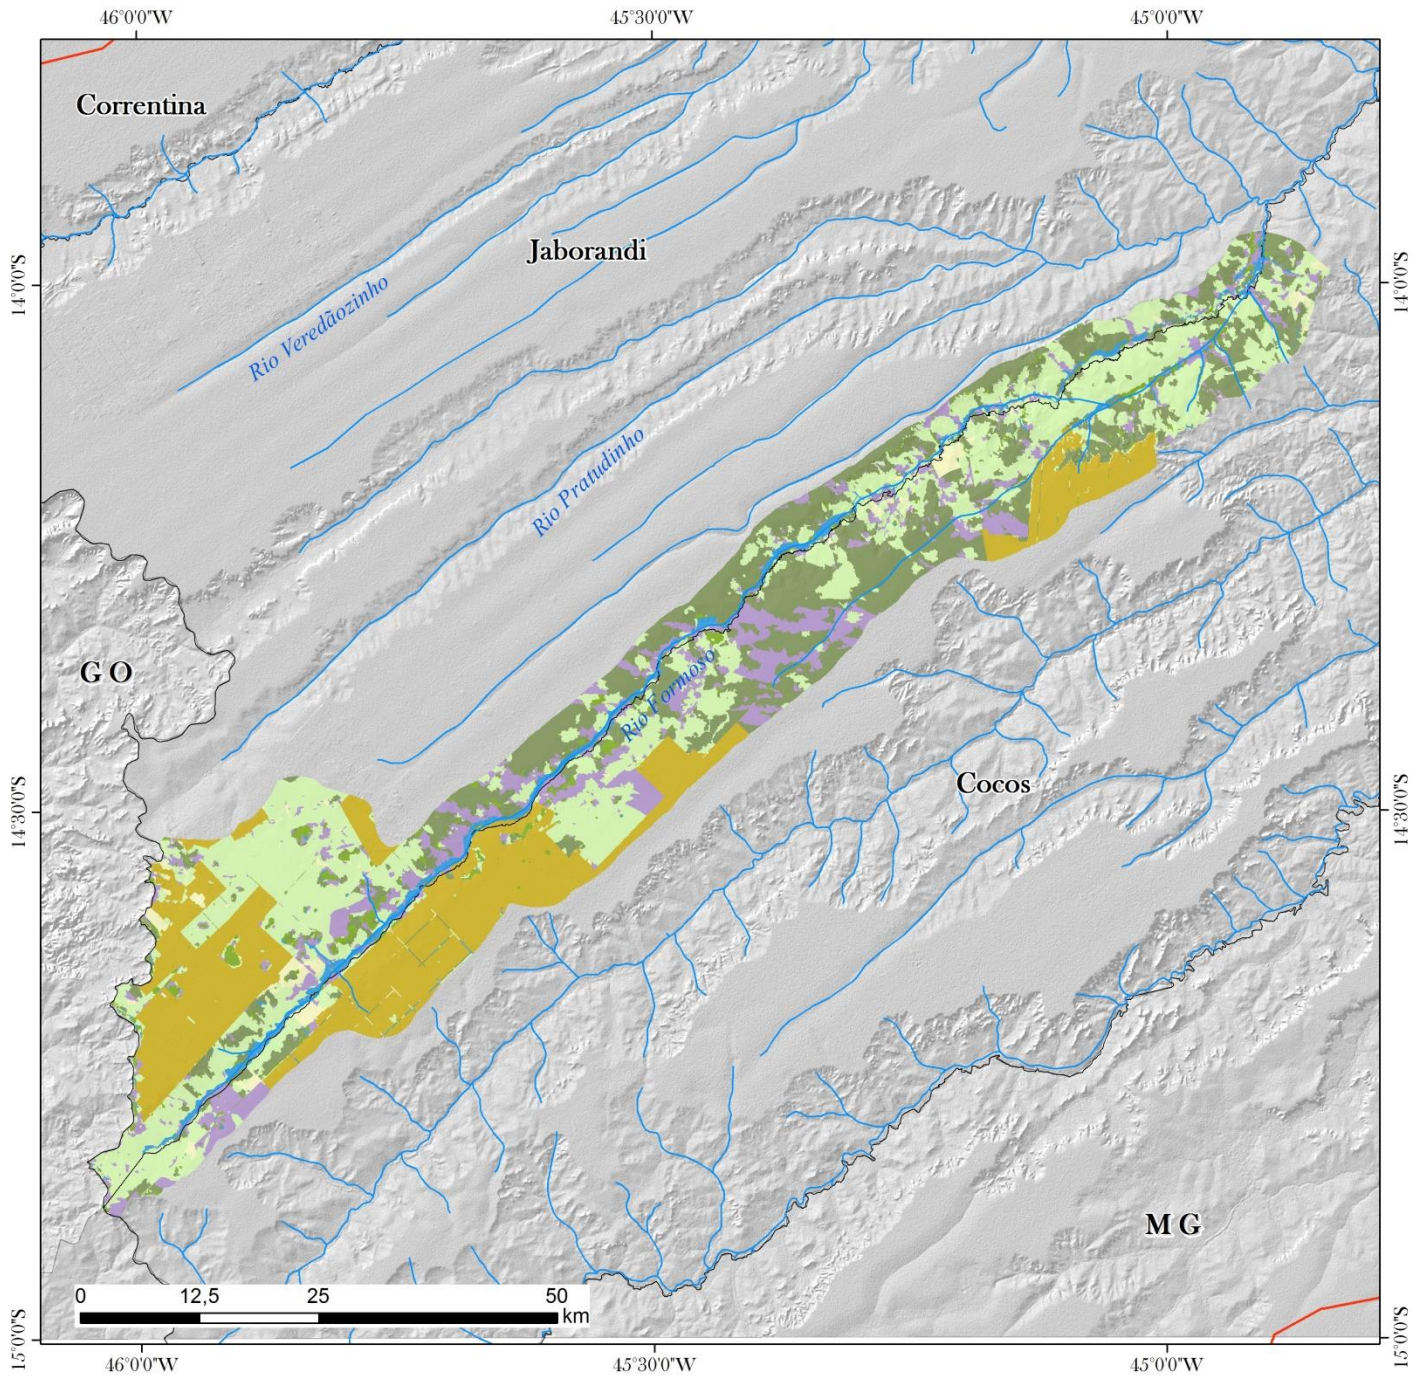 46°0'0"W 45°30'0"W 45°0'0"W
Correntina
Jaborandi
14°0'0"S 14°0'0"S
Rio Veredãozinho
Rio Pratudinho
G O
Rio Formoso
Cocos
14°30'0"S 14°30'0"S
M G
0 12,5 25 50
km
15°0'0"S 15°0'0"S
46°0'0"W 45°30'0"W 45°0'0"W